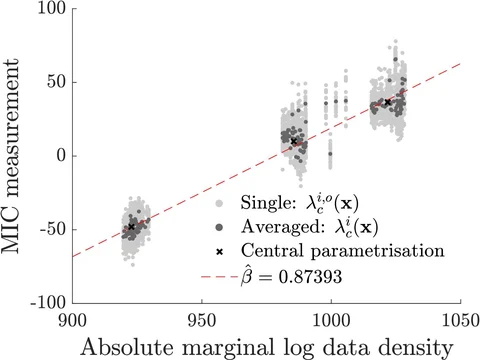 MIC measurement
100
50
0
-50
-100
Single: λ_c^{i,o}(x)
Averaged: λ_c^i(x)
Central parametrisation
β̂ = 0.87393
900
950
1000
1050
Absolute marginal log data density